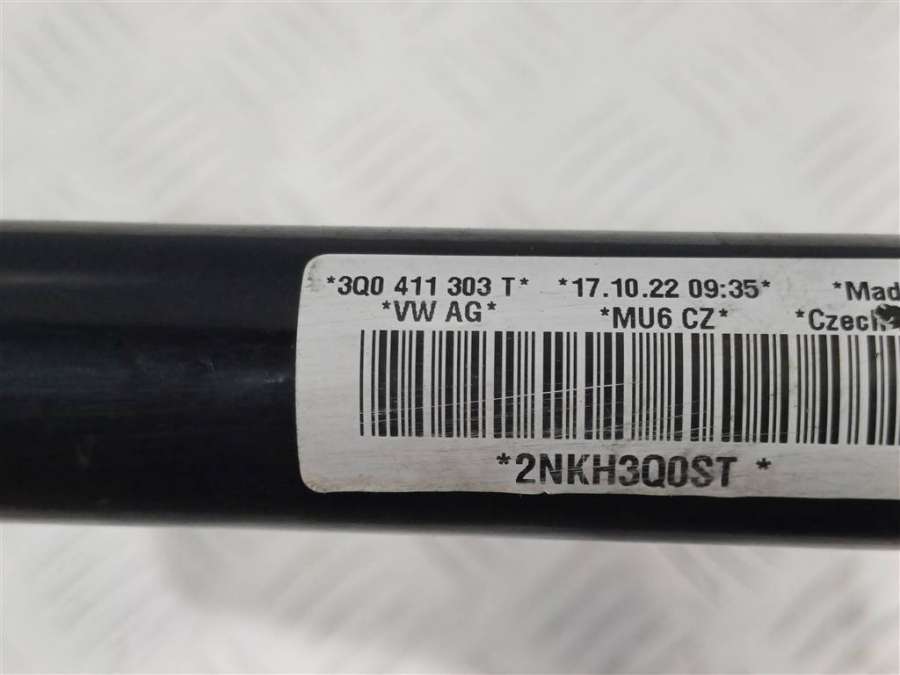 *3Q0 411 303 T* *17.10.22 09:35* *Mad
*VW AG* *MU6 CZ* *Czech
*2NKH3Q0ST *